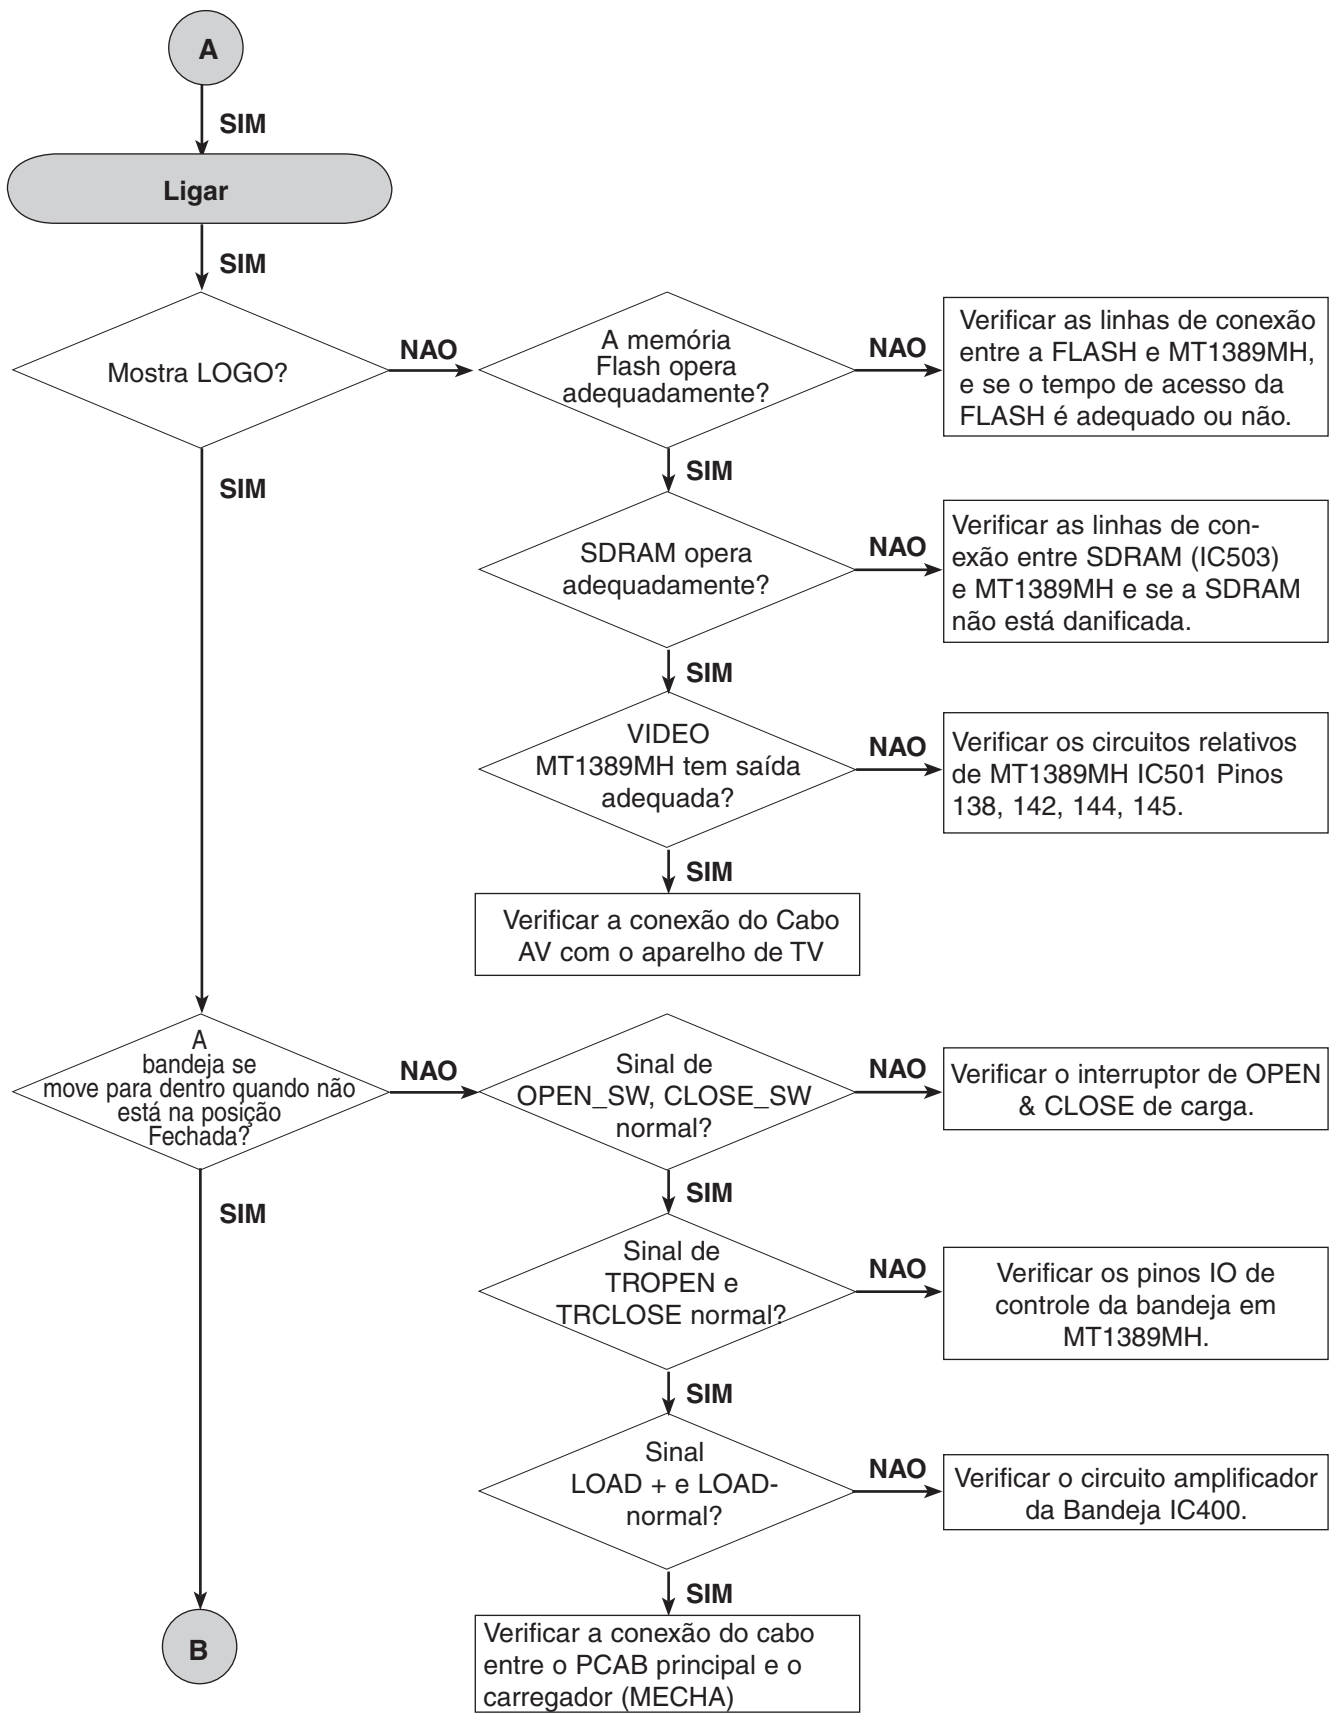 A
SIM
Ligar
SIM
Mostra LOGO?
NAO
A memória
Flash opera
adequadamente?
NAO
Verificar as linhas de conexão
entre a FLASH e MT1389MH,
e se o tempo de acesso da
FLASH é adequado ou não.
SIM
SIM
SDRAM opera
adequadamente?
NAO
Verificar as linhas de con-
exão entre SDRAM (IC503)
e MT1389MH e se a SDRAM
não está danificada.
SIM
VIDEO
MT1389MH tem saída
adequada?
NAO
Verificar os circuitos relativos
de MT1389MH IC501 Pinos
138, 142, 144, 145.
SIM
Verificar a conexão do Cabo
AV com o aparelho de TV
A
bandeja se
move para dentro quando não
está na posição
Fechada?
NAO
Sinal de
OPEN_SW, CLOSE_SW
normal?
NAO
Verificar o interruptor de OPEN
& CLOSE de carga.
SIM
SIM
Sinal de
TROPEN e
TRCLOSE normal?
NAO
Verificar os pinos IO de
controle da bandeja em
MT1389MH.
SIM
Sinal
LOAD + e LOAD-
normal?
NAO
Verificar o circuito amplificador
da Bandeja IC400.
SIM
B
Verificar a conexão do cabo
entre o PCAB principal e o
carregador (MECHA)